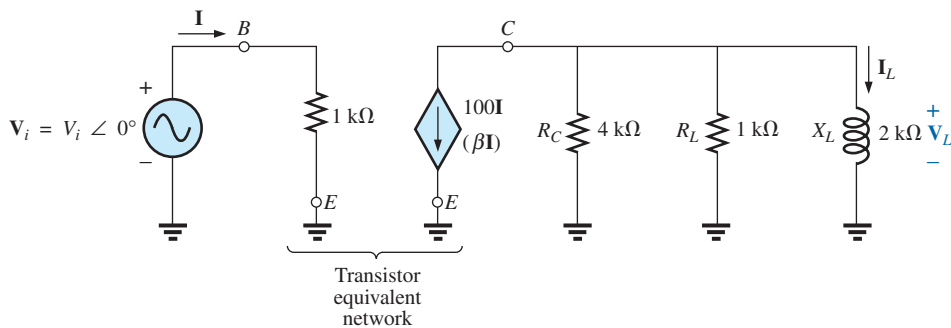 I
B
C
+
V_i = V_i ∠ 0°
−
1 kΩ
E
100I
(βI)
E
R_C
4 kΩ
R_L
1 kΩ
I_L
X_L
2 kΩ
+
V_L
−
Transistor
equivalent
network